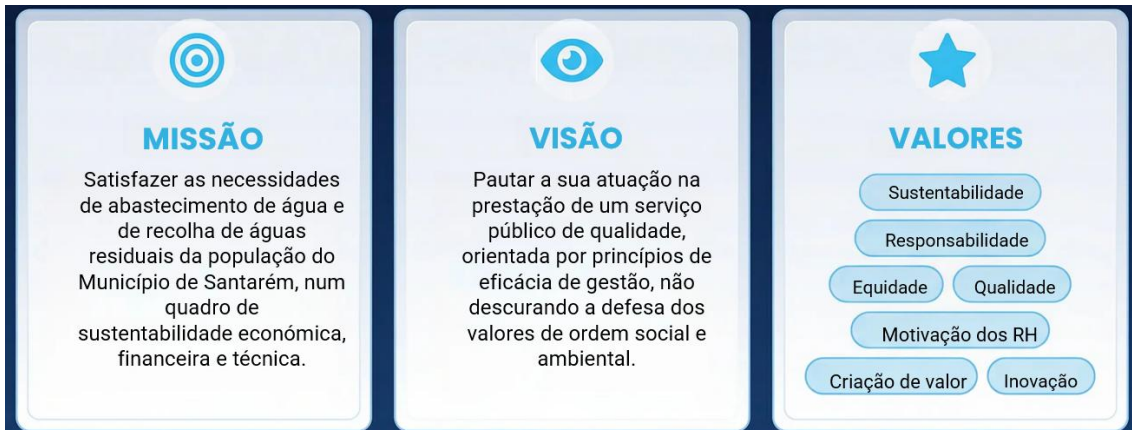 MISSÃO
Satisfazer as necessidades
de abastecimento de água e
de recolha de águas
residuais da população do
Município de Santarém, num
quadro de
sustentabilidade económica,
financeira e técnica.
VISÃO
Pautar a sua atuação na
prestação de um serviço
público de qualidade,
orientada por princípios de
eficácia de gestão, não
descurando a defesa dos
valores de ordem social e
ambiental.
VALORES
Sustentabilidade
Responsabilidade
Equidade Qualidade
Motivação dos RH
Criação de valor Inovação